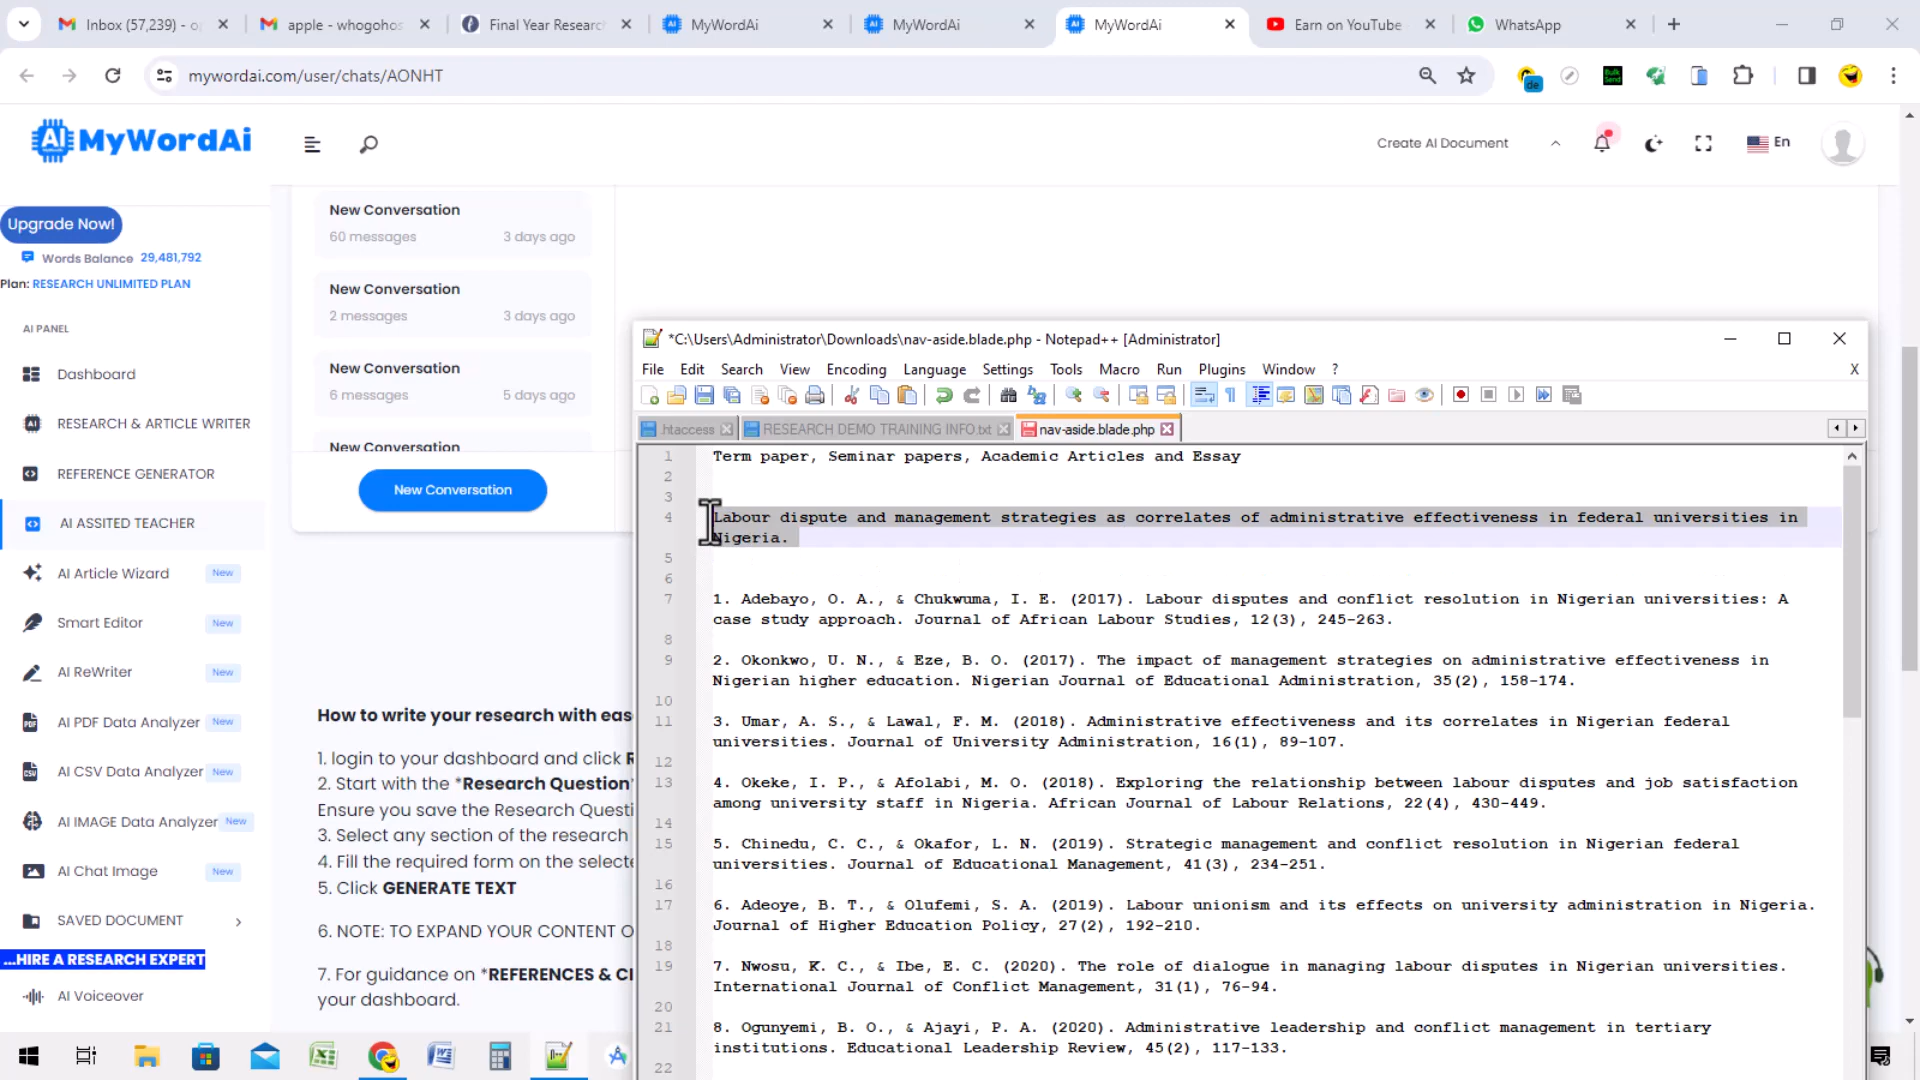 Inbox (57,239) - o
apple - whogohos
Final Year Research
MyWordAi
MyWordAi
MyWordAi
Earn on YouTube
WhatsApp
mywordai.com/user/chats/AONHT
de
Bulk Send
AI MyWordAi
Create AI Document
En
Upgrade Now!
Words Balance 29,481,792
Plan: RESEARCH UNLIMITED PLAN
AI PANEL
Dashboard
RESEARCH & ARTICLE WRITER
REFERENCE GENERATOR
AI ASSITED TEACHER
AI Article Wizard New
Smart Editor New
AI ReWriter New
AI PDF Data Analyzer New
AI CSV Data Analyzer New
AI IMAGE Data Analyzer New
AI Chat Image New
SAVED DOCUMENT
...HIRE A RESEARCH EXPERT
AI Voiceover
New Conversation
60 messages 3 days ago
New Conversation
2 messages 3 days ago
New Conversation
6 messages 5 days ago
New Conversation
New Conversation
How to write your research with eas
1. login to your dashboard and click R
2. Start with the *Research Question*
Ensure you save the Research Questi
3. Select any section of the research
4. Fill the required form on the selecte
5. Click GENERATE TEXT
6. NOTE: TO EXPAND YOUR CONTENT O
7. For guidance on *REFERENCES & CI
your dashboard.
*C:\Users\Administrator\Downloads\nav-aside.blade.php - Notepad++ [Administrator]
File Edit Search View Encoding Language Settings Tools Macro Run Plugins Window ? X
htaccess RESEARCH DEMO TRAINING INFO.txt nav-aside.blade.php
1 Term paper, Seminar papers, Academic Articles and Essay
2
3
4 Labour dispute and management strategies as correlates of administrative effectiveness in federal universities in
Nigeria.
5
6
7 1. Adebayo, O. A., & Chukwuma, I. E. (2017). Labour disputes and conflict resolution in Nigerian universities: A
case study approach. Journal of African Labour Studies, 12(3), 245-263.
8
9 2. Okonkwo, U. N., & Eze, B. O. (2017). The impact of management strategies on administrative effectiveness in
Nigerian higher education. Nigerian Journal of Educational Administration, 35(2), 158-174.
10
11 3. Umar, A. S., & Lawal, F. M. (2018). Administrative effectiveness and its correlates in Nigerian federal
universities. Journal of University Administration, 16(1), 89-107.
12
13 4. Okeke, I. P., & Afolabi, M. O. (2018). Exploring the relationship between labour disputes and job satisfaction
among university staff in Nigeria. African Journal of Labour Relations, 22(4), 430-449.
14
15 5. Chinedu, C. C., & Okafor, L. N. (2019). Strategic management and conflict resolution in Nigerian federal
universities. Journal of Educational Management, 41(3), 234-251.
16
17 6. Adeoye, B. T., & Olufemi, S. A. (2019). Labour unionism and its effects on university administration in Nigeria.
Journal of Higher Education Policy, 27(2), 192-210.
18
19 7. Nwosu, K. C., & Ibe, E. C. (2020). The role of dialogue in managing labour disputes in Nigerian universities.
International Journal of Conflict Management, 31(1), 76-94.
20
21 8. Ogunyemi, B. O., & Ajayi, P. A. (2020). Administrative leadership and conflict management in tertiary
institutions. Educational Leadership Review, 45(2), 117-133.
22